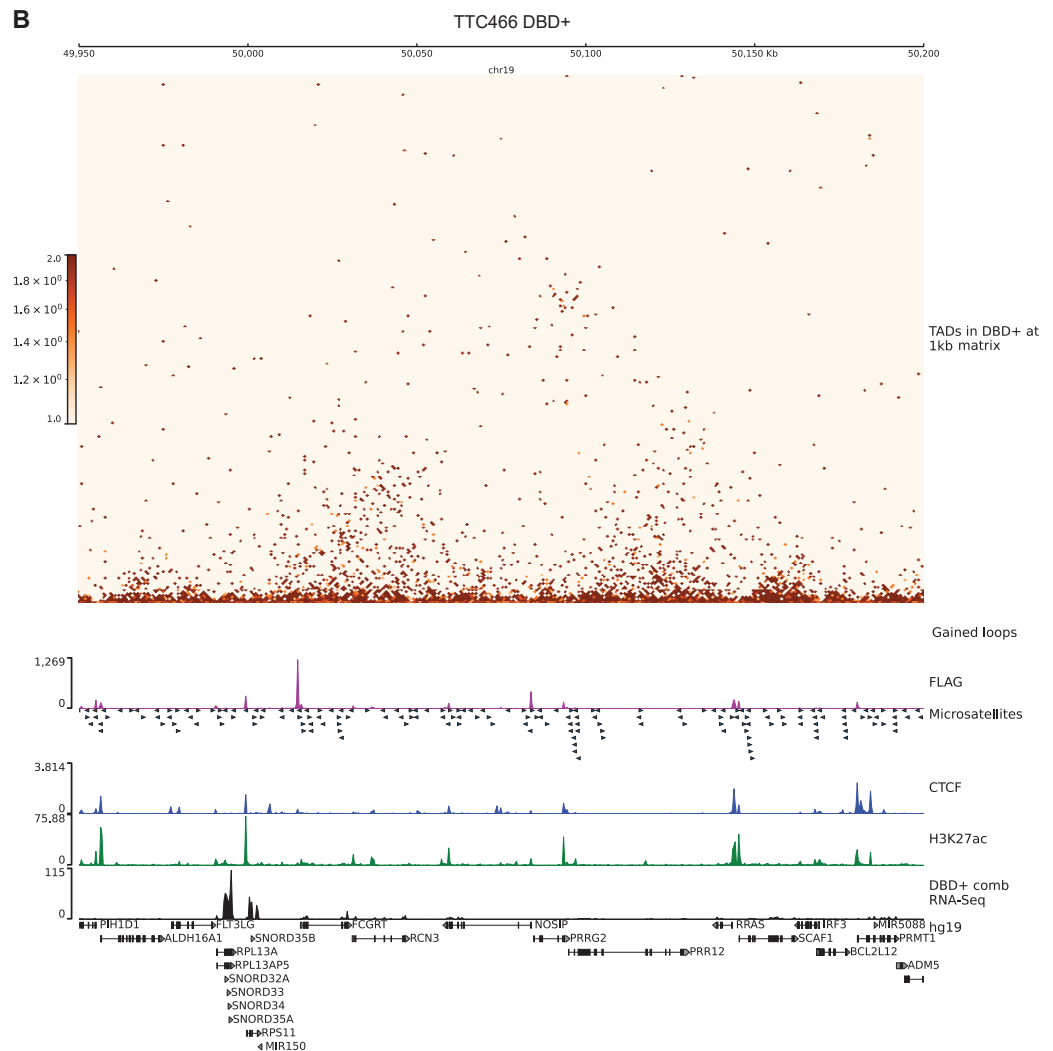 B
TTC466 DBD+
49,950 50,000 50,050 50,100 50,150 Kb 50,200
chr19
2.0
1.8 × 10⁰
1.6 × 10⁰
1.4 × 10⁰
1.2 × 10⁰
1.0
TADs in DBD+ at
1kb matrix
Gained loops
1,269
0
FLAG
Microsatellites
3,814
0
CTCF
75,88
0
H3K27ac
115
0
DBD+ comb
RNA-Seq
hg19
PIH1D1 FLT3LG FCGRT NOSIP RRAS IRF3 MIR5088
ALDH16A1 SNORD35B RCN3 PRRG2 SCAF1 PRMT1
RPL13A PRR12 BCL2L12
RPL13AP5 ADM5
SNORD32A
SNORD33
SNORD34
SNORD35A
RPS11
MIR150